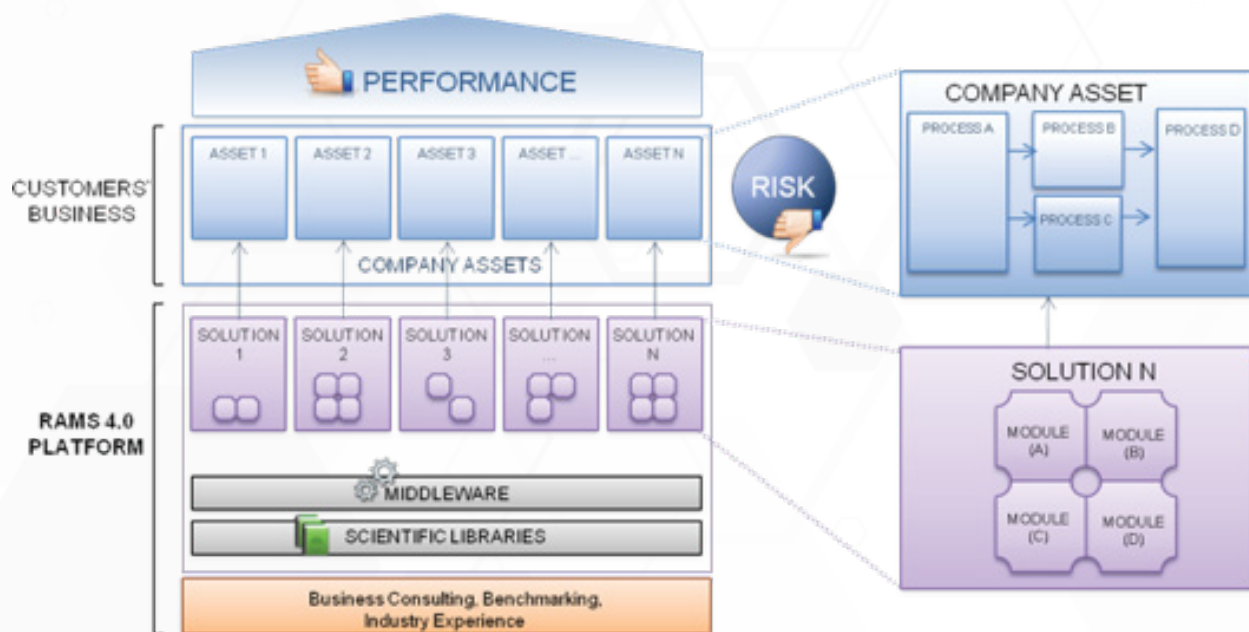 PERFORMANCE
CUSTOMERS'
BUSINESS
ASSET 1
ASSET 2
ASSET 3
ASSET ...
ASSET N
COMPANY ASSETS
RISK
COMPANY ASSET
PROCESS A
PROCESS B
PROCESS C
PROCESS D
RAMS 4.0
PLATFORM
SOLUTION
1
SOLUTION
2
SOLUTION
3
SOLUTION
...
SOLUTION
N
MIDDLEWARE
SCIENTIFIC LIBRARIES
Business Consulting, Benchmarking,
Industry Experience
SOLUTION N
MODULE
(A)
MODULE
(B)
MODULE
(C)
MODULE
(D)